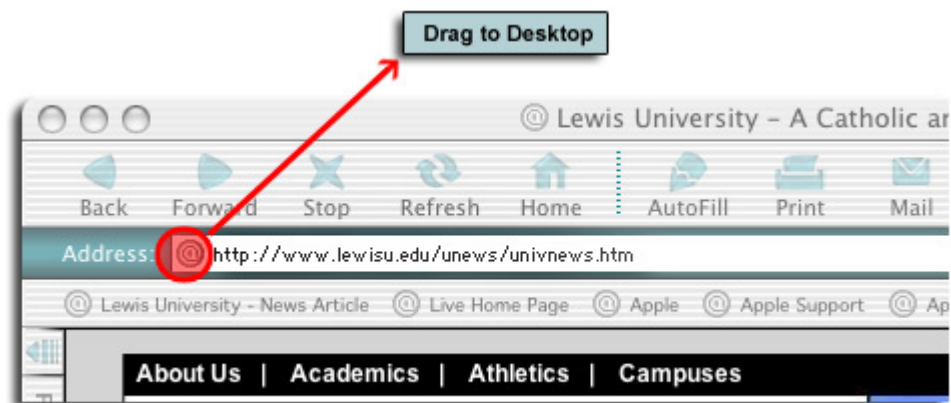 Drag to Desktop
@ Lewis University - A Catholic ar
Back Forward Stop Refresh Home AutoFill Print Mail
Address: @ http://www.lewisu.edu/unews/univnews.htm
@ Lewis University - News Article @ Live Home Page @ Apple @ Apple Support @ Ap
About Us | Academics | Athletics | Campuses